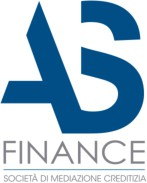 AS
FINANCE
SOCIETÀ DI MEDIAZIONE CREDITIZIA